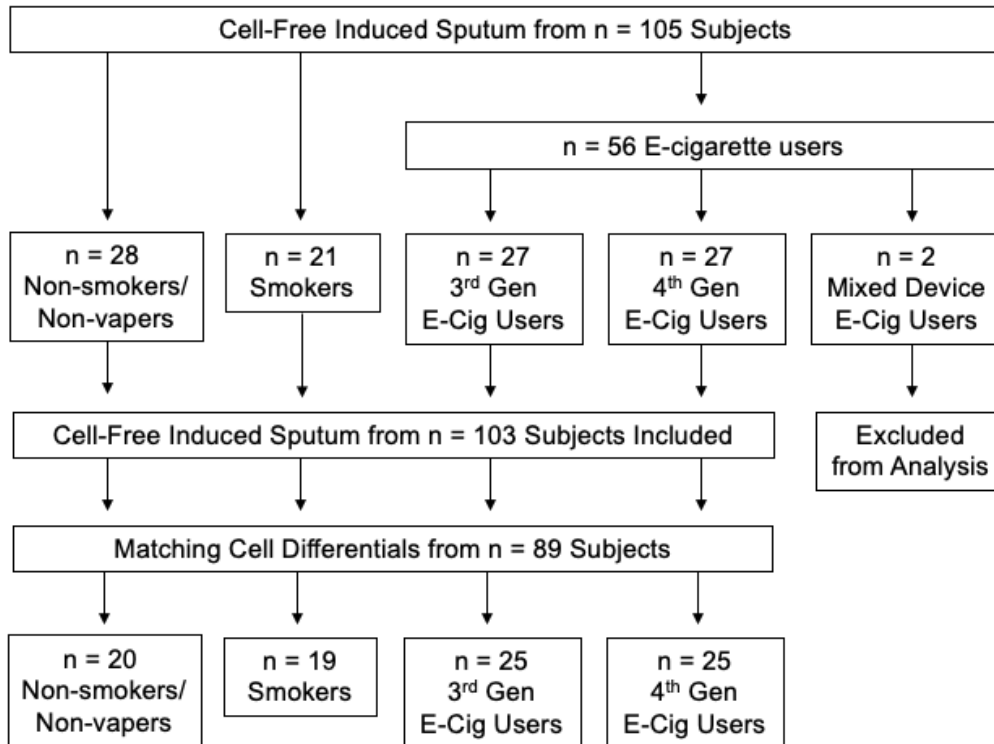 Cell-Free Induced Sputum from n = 105 Subjects
n = 56 E-cigarette users
n = 28
Non-smokers/
Non-vapers
n = 21
Smokers
n = 27
3rd Gen
E-Cig Users
n = 27
4th Gen
E-Cig Users
n = 2
Mixed Device
E-Cig Users
Cell-Free Induced Sputum from n = 103 Subjects Included
Excluded
from Analysis
Matching Cell Differentials from n = 89 Subjects
n = 20
Non-smokers/
Non-vapers
n = 19
Smokers
n = 25
3rd Gen
E-Cig Users
n = 25
4th Gen
E-Cig Users